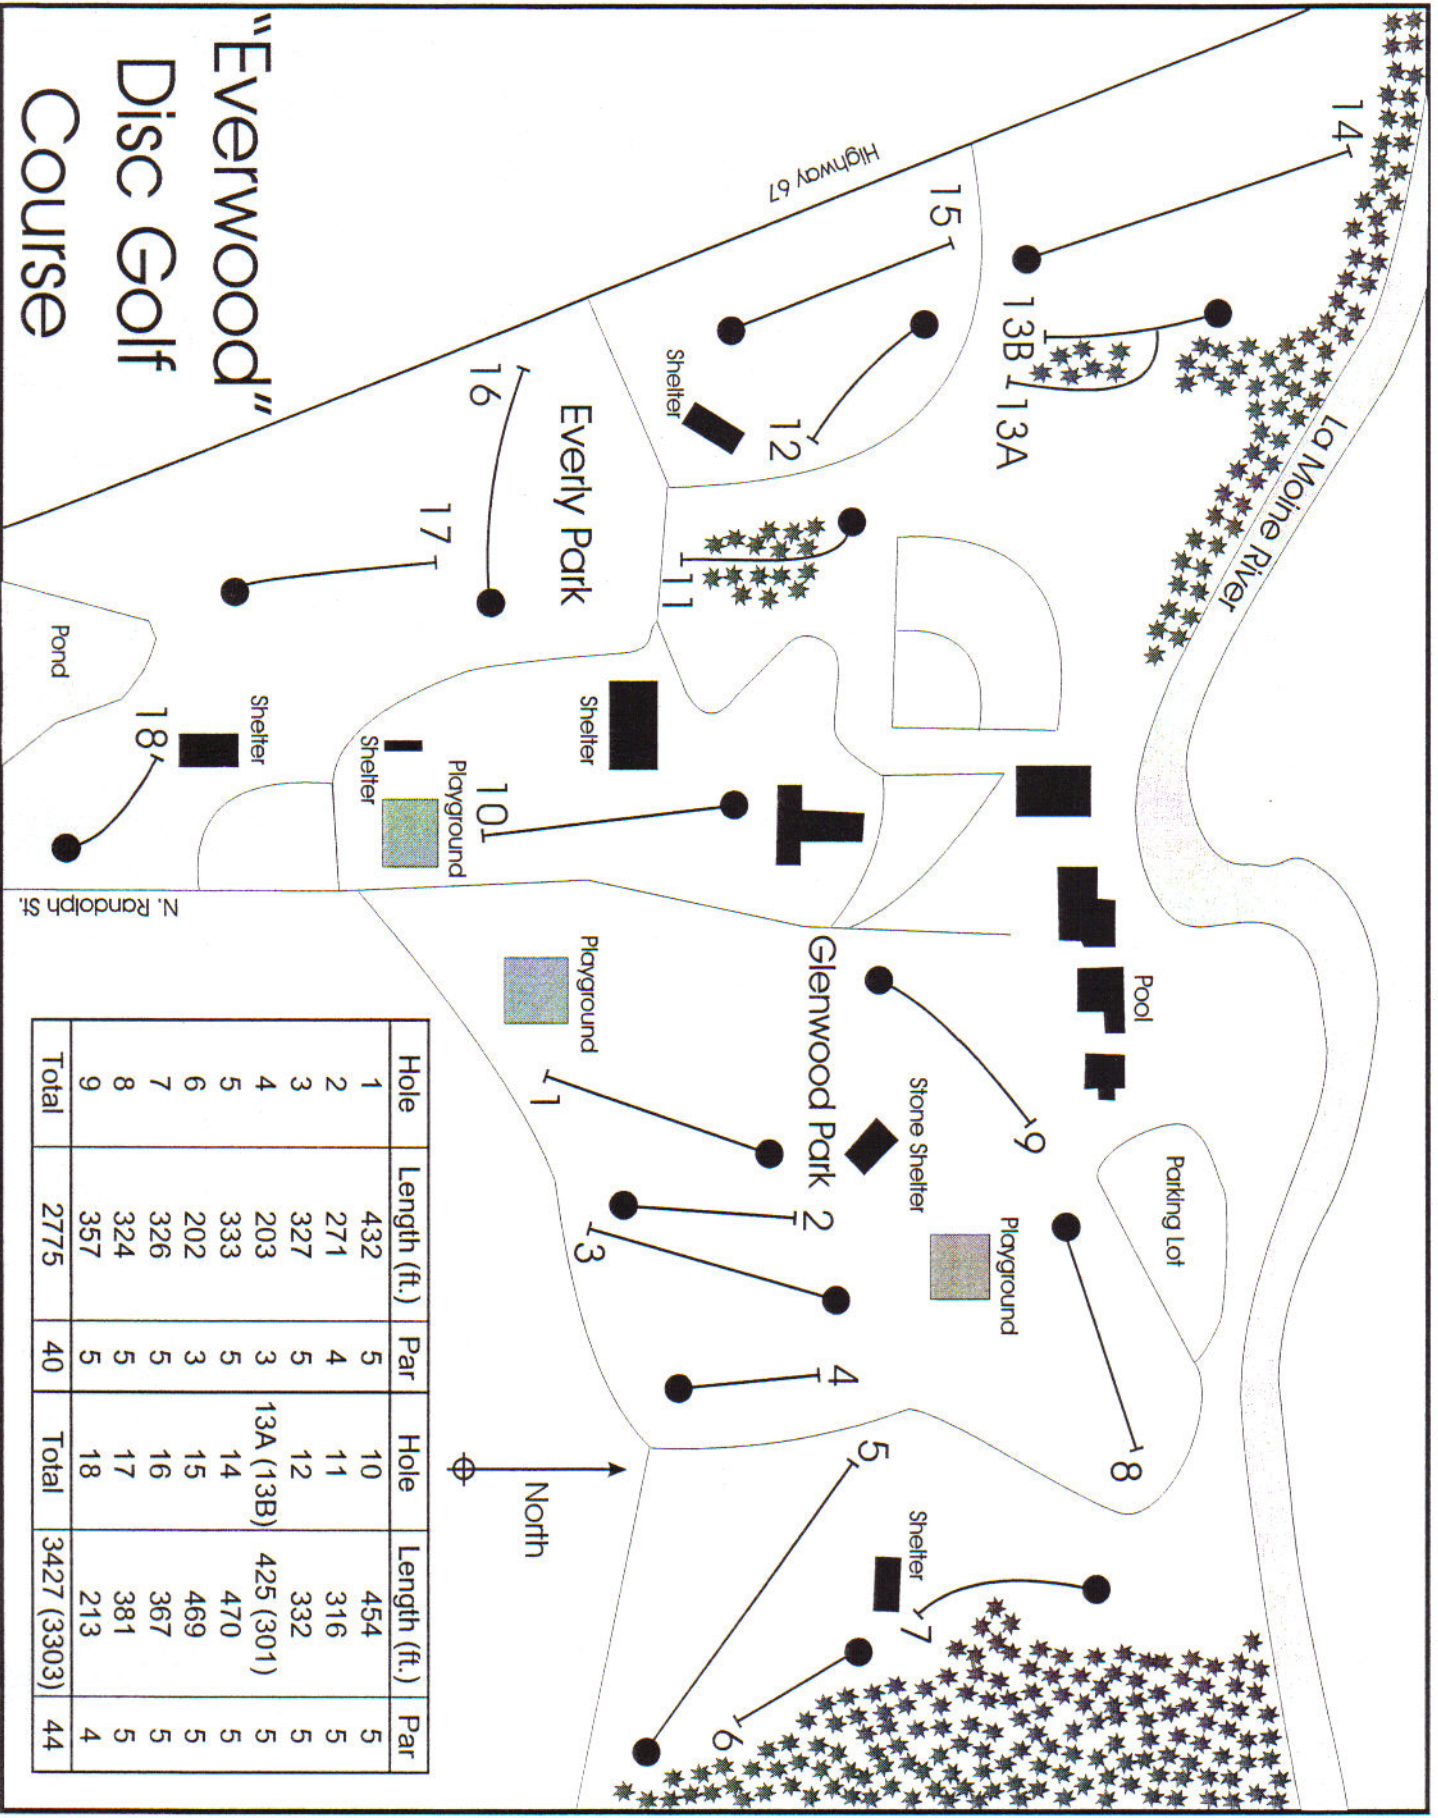 "Everwood"
Disc Golf
Course
Highway 67
La Moine River
14
15
13B
13A
12
Shelter
16
Everly Park
11
17
Pond
18
Shelter
Shelter
Shelter
Playground
10
N. Randolph St.
Playground
Glenwood Park
Pool
9
Stone Shelter
Parking Lot
1
2
3
Playground
4
8
5
Shelter
7
6
North
Hole Length (ft.) Par Hole Length (ft.) Par
1 432 5 10 454 5
2 271 4 11 316 5
3 327 5 12 332 5
4 203 3 13A (13B) 425 (301) 5
5 333 5 14 470 5
6 202 3 15 469 5
7 326 5 16 367 5
8 324 5 17 381 5
9 357 5 18 213 4
Total 2775 40 Total 3427 (3303) 44